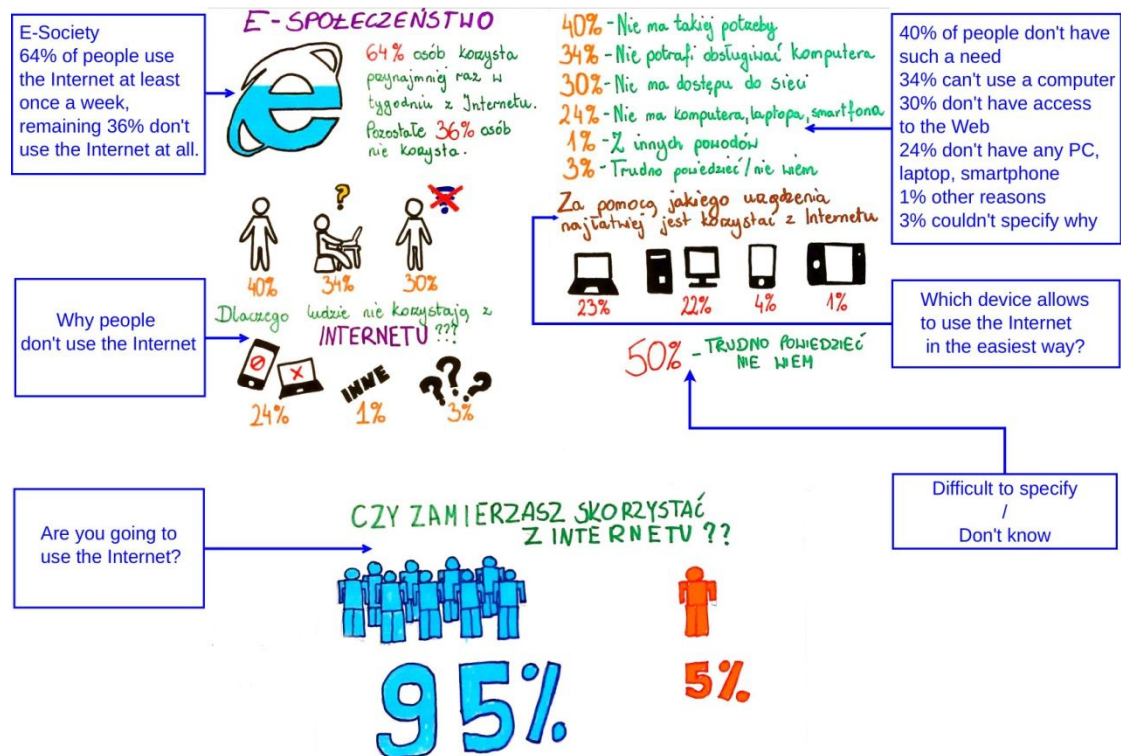 E-Society
64% of people use
the Internet at least
once a week,
remaining 36% don't
use the Internet at all.
E-SPOŁECZEŃSTWO
64% osób korzysta
przynajmniej raz w
tygodniu z Internetu.
Pozostałe 36% osób
nie korzysta.
40% - Nie ma takiej potrzeby
34% - Nie potrafi obsługiwać komputera
30% - Nie ma dostępu do sieci
24% - Nie ma komputera, laptopa, smartfona
1% - Z innych powodów
3% - Trudno powiedzieć / nie wiem
40% of people don't have
such a need
34% can't use a computer
30% don't have access
to the Web
24% don't have any PC,
laptop, smartphone
1% other reasons
3% couldn't specify why
?
?
40% 34% 30%
Why people
don't use the Internet
Dlaczego ludzie nie korzystają z
INTERNETU ???
INNE
? ? ?
24% 1% 3%
Za pomocą jakiego urządzenia
najłatwiej jest korzystać z Internetu
23% 22% 4% 1%
50% - TRUDNO POWIEDZIEĆ
NIE WIEM
Which device allows
to use the Internet
in the easiest way?
Difficult to specify
/
Don't know
Are you going to
use the Internet?
CZY ZAMIERZASZ SKORZYSTAĆ
Z INTERNETU ??
95% 5%